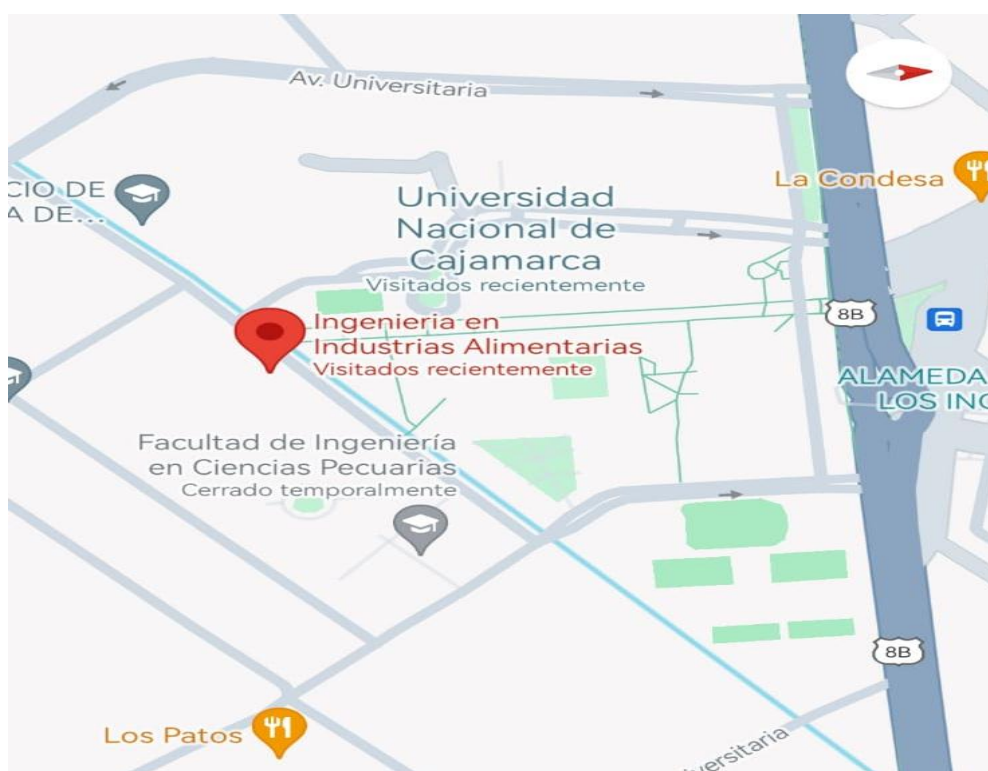 Av. Universitaria
CIO DE
A DE...
La Condesa
Universidad
Nacional de
Cajamarca
Visitados recientemente
8B
Ingenieria en
Industrias Alimentarias
Visitados recientemente
ALAMEDA
LOS INC
Facultad de Ingeniería
en Ciencias Pecuarias
Cerrado temporalmente
8B
Los Patos
versitaria